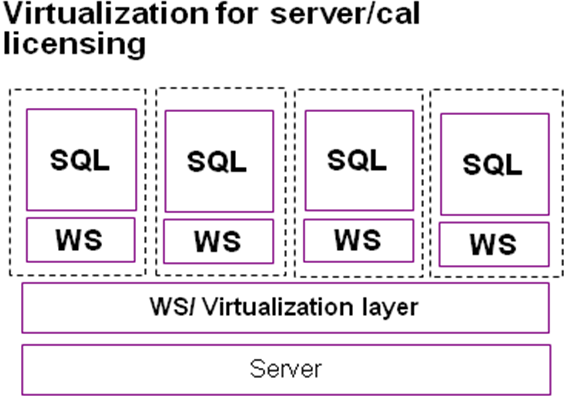 Virtualization for server/cal
licensing
SQL SQL SQL SQL
WS WS WS WS
WS/ Virtualization layer
Server